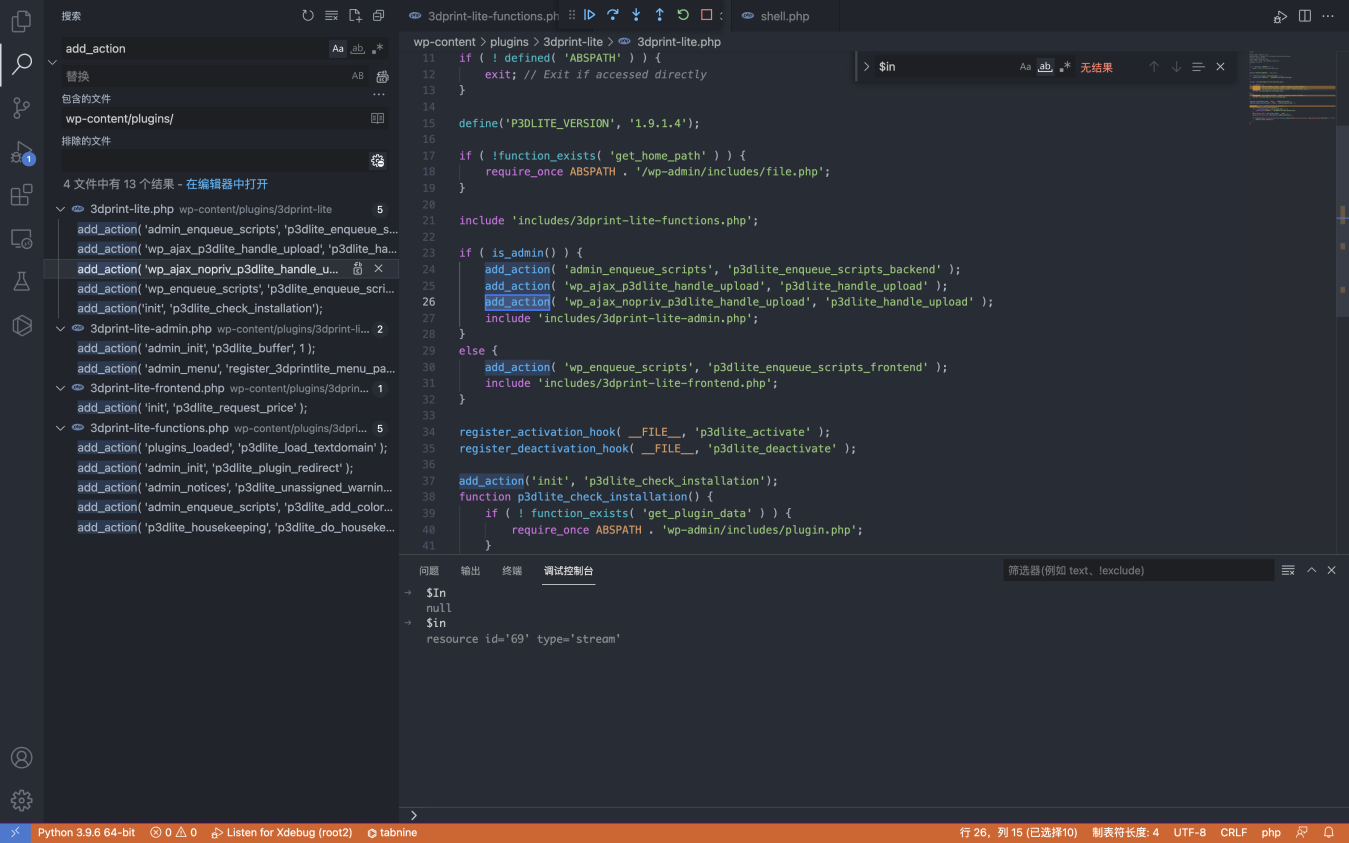 搜索
add_action
Aa
ab
.*
替换
AB
包含的文件
wp-content/plugins/
排除的文件
4 文件中有 13 个结果 - 在编辑器中打开
3dprint-lite.php wp-content/plugins/3dprint-lite 5
add_action( 'admin_enqueue_scripts', 'p3dlite_enqueue_s...
add_action( 'wp_ajax_p3dlite_handle_upload', 'p3dlite_ha...
add_action( 'wp_ajax_nopriv_p3dlite_handle_u...
add_action( 'wp_enqueue_scripts', 'p3dlite_enqueue_scri...
add_action('init', 'p3dlite_check_installation');
3dprint-lite-admin.php wp-content/plugins/3dprint-li... 2
add_action( 'admin_init', 'p3dlite_buffer', 1 );
add_action( 'admin_menu', 'register_3dprintlite_menu_pa...
3dprint-lite-frontend.php wp-content/plugins/3dprin... 1
add_action( 'init', 'p3dlite_request_price' );
3dprint-lite-functions.php wp-content/plugins/3dpri... 5
add_action( 'plugins_loaded', 'p3dlite_load_textdomain' );
add_action( 'admin_init', 'p3dlite_plugin_redirect' );
add_action( 'admin_notices', 'p3dlite_unassigned_warnin...
add_action( 'admin_enqueue_scripts', 'p3dlite_add_color...
add_action( 'p3dlite_housekeeping', 'p3dlite_do_houseke...
1
3dprint-lite-functions.ph
shell.php
wp-content > plugins > 3dprint-lite > 3dprint-lite.php
$in
Aa
ab
.*
无结果
11 if ( ! defined( 'ABSPATH' ) ) {
12 exit; // Exit if accessed directly
13 }
14
15 define('P3DLITE_VERSION', '1.9.1.4');
16
17 if ( !function_exists( 'get_home_path' ) ) {
18 require_once ABSPATH . '/wp-admin/includes/file.php';
19 }
20
21 include 'includes/3dprint-lite-functions.php';
22
23 if ( is_admin() ) {
24 add_action( 'admin_enqueue_scripts', 'p3dlite_enqueue_scripts_backend' );
25 add_action( 'wp_ajax_p3dlite_handle_upload', 'p3dlite_handle_upload' );
26 add_action( 'wp_ajax_nopriv_p3dlite_handle_upload', 'p3dlite_handle_upload' );
27 include 'includes/3dprint-lite-admin.php';
28 }
29 else {
30 add_action( 'wp_enqueue_scripts', 'p3dlite_enqueue_scripts_frontend' );
31 include 'includes/3dprint-lite-frontend.php';
32 }
33
34 register_activation_hook( __FILE__, 'p3dlite_activate' );
35 register_deactivation_hook( __FILE__, 'p3dlite_deactivate' );
36
37 add_action('init', 'p3dlite_check_installation');
38 function p3dlite_check_installation() {
39 if ( ! function_exists( 'get_plugin_data' ) ) {
40 require_once ABSPATH . 'wp-admin/includes/plugin.php';
41 }
问题 输出 终端 调试控制台
筛选器(例如 text、!exclude)
$In
null
$in
resource id='69' type='stream'
Python 3.9.6 64-bit 0 0 Listen for Xdebug (root2) tabnine
行 26，列 15 (已选择10) 制表符长度: 4 UTF-8 CRLF php